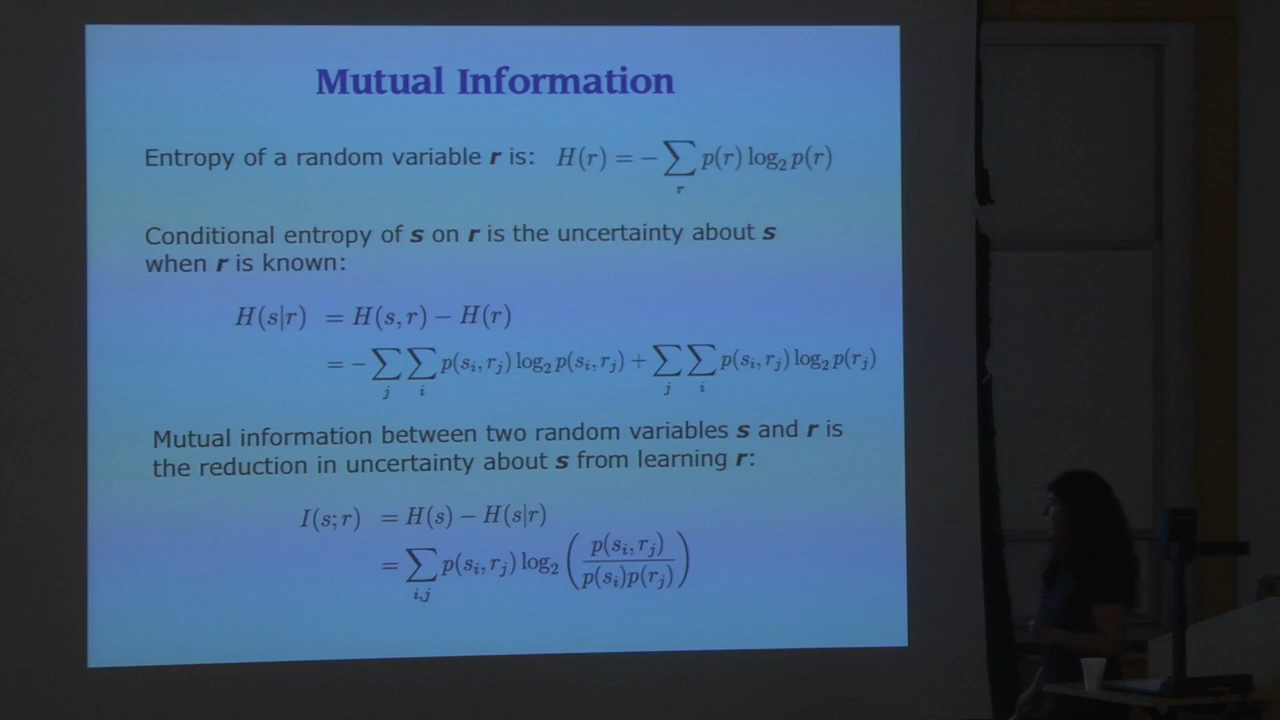 Mutual Information
Entropy of a random variable r is: H(r) = − ∑_r p(r) log₂ p(r)
Conditional entropy of s on r is the uncertainty about s
when r is known:
H(s|r) = H(s, r) − H(r)
= − ∑_j ∑_i p(s_i, r_j) log₂ p(s_i, r_j) + ∑_j ∑_i p(s_i, r_j) log₂ p(r_j)
Mutual information between two random variables s and r is
the reduction in uncertainty about s from learning r:
I(s; r) = H(s) − H(s|r)
= ∑_{i,j} p(s_i, r_j) log₂ ( p(s_i, r_j) / p(s_i)p(r_j) )